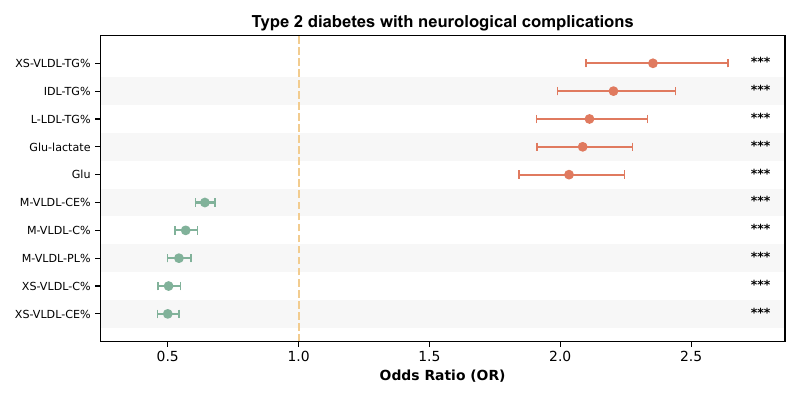 Type 2 diabetes with neurological complications
XS-VLDL-TG% ***
IDL-TG% ***
L-LDL-TG% ***
Glu-lactate ***
Glu ***
M-VLDL-CE% ***
M-VLDL-C% ***
M-VLDL-PL% ***
XS-VLDL-C% ***
XS-VLDL-CE% ***
0.5 1.0 1.5 2.0 2.5
Odds Ratio (OR)